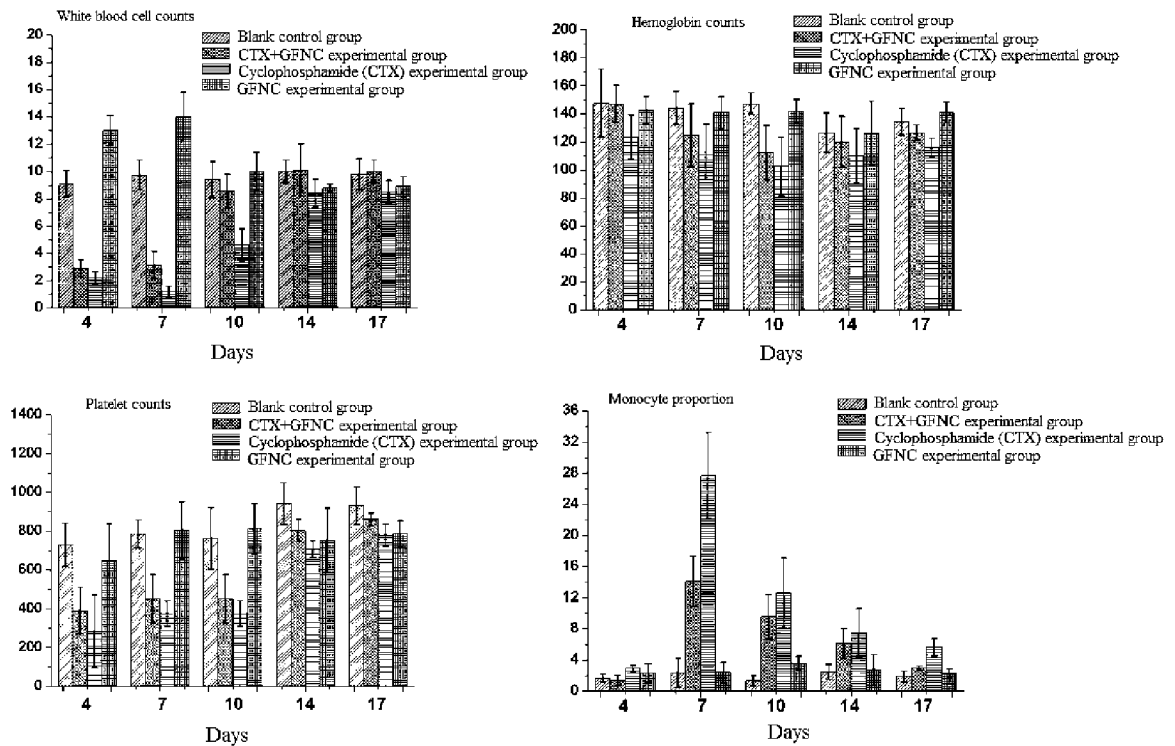 White blood cell counts
Blank control group
CTX+GFNC experimental group
Cyclophosphamide (CTX) experimental group
GFNC experimental group
20
18
16
14
12
10
8
6
4
2
0
4 7 10 14 17
Days
Hemoglobin counts
Blank control group
CTX+GFNC experimental group
Cyclophosphamide (CTX) experimental group
GFNC experimental group
200
180
160
140
120
100
80
60
40
20
0
4 7 10 14 17
Days
Platelet counts
Blank control group
CTX+GFNC experimental group
Cyclophosphamide (CTX) experimental group
GFNC experimental group
1400
1200
1000
800
600
400
200
0
4 7 10 14 17
Days
Monocyte proportion
Blank control group
CTX+GFNC experimental group
Cyclophosphamide (CTX) experimental group
GFNC experimental group
36
32
28
24
20
16
12
8
4
0
4 7 10 14 17
Days